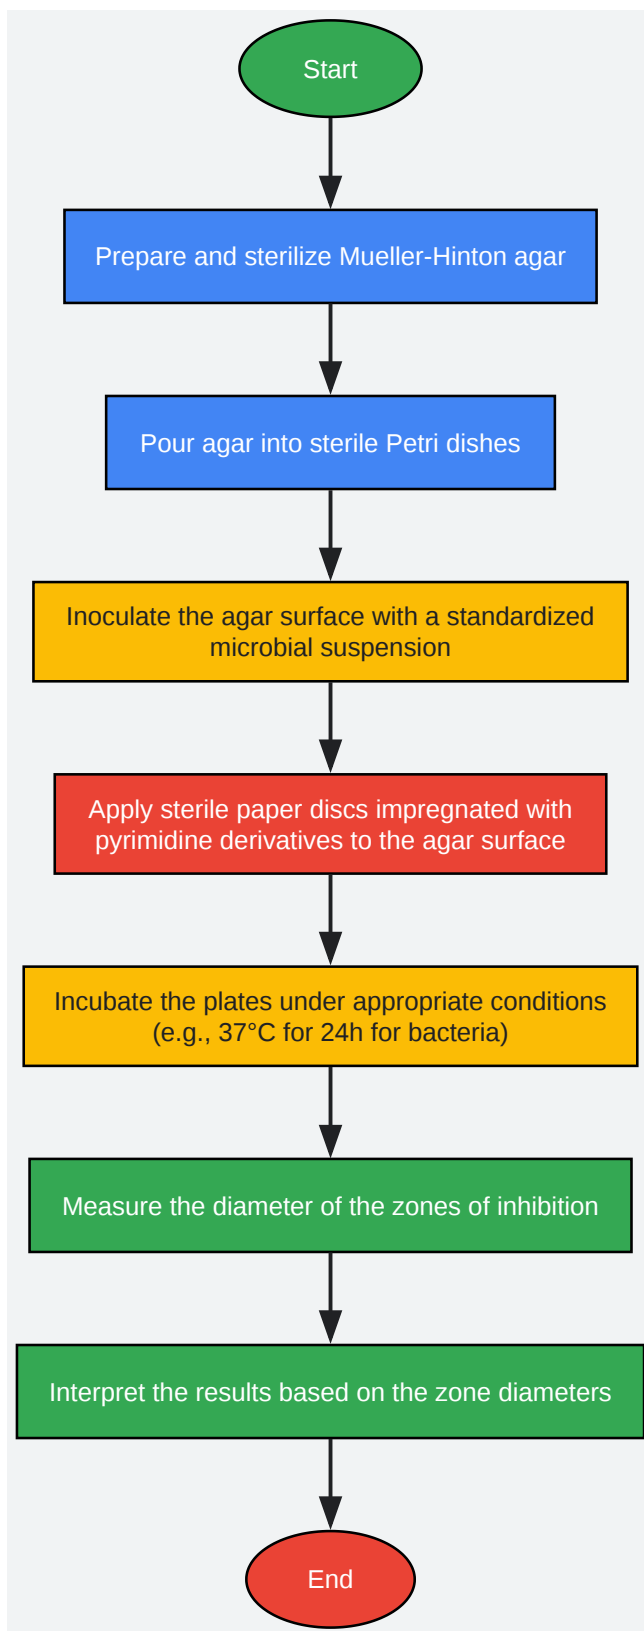 Start
Prepare and sterilize Mueller-Hinton agar
Pour agar into sterile Petri dishes
Inoculate the agar surface with a standardized
microbial suspension
Apply sterile paper discs impregnated with
pyrimidine derivatives to the agar surface
Incubate the plates under appropriate conditions
(e.g., 37°C for 24h for bacteria)
Measure the diameter of the zones of inhibition
Interpret the results based on the zone diameters
End